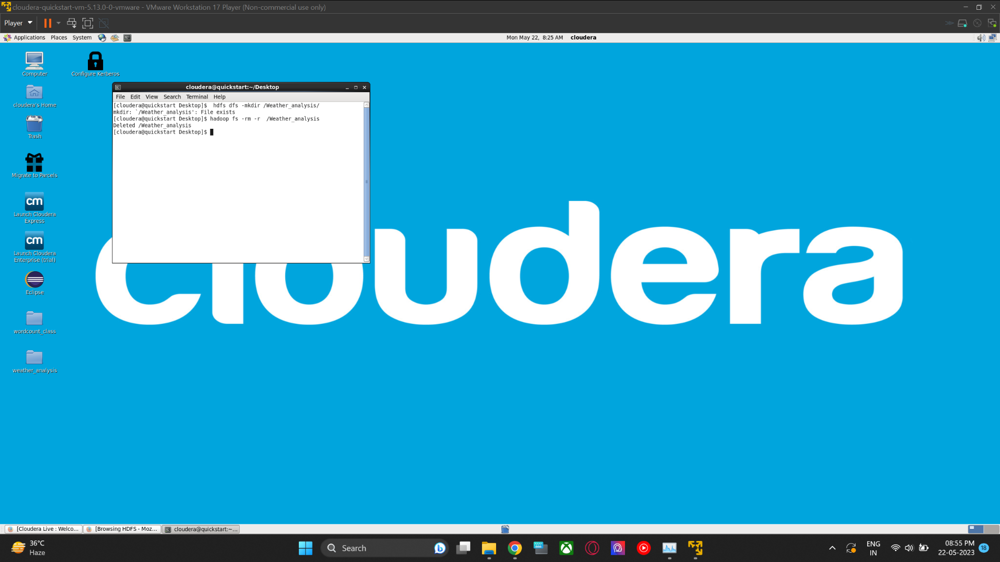 cloudera-quickstart-vm-5.13.0-0-vmware - VMware Workstation 17 Player (Non-commercial use only)
Player
Applications Places System
Mon May 22, 8:25 AM cloudera
Computer
Configure Kerberos
cloudera's Home
Trash
Migrate to Parcels
cm
Launch Cloudera
Express
cm
Launch Cloudera
Enterprise (trial)
Eclipse
wordcount_class
weather_analysis
cloudera@quickstart:~/Desktop
File Edit View Search Terminal Help
[cloudera@quickstart Desktop]$  hdfs dfs -mkdir /Weather_analysis/
mkdir: `/Weather_analysis': File exists
[cloudera@quickstart Desktop]$ hadoop fs -rm -r  /Weather_analysis
Deleted /Weather_analysis
[cloudera@quickstart Desktop]$
cloudera
[Cloudera Live : Welco... [Browsing HDFS - Moz... cloudera@quickstart:~...
36°C
Haze
Search
ENG
IN
08:55 PM
22-05-2023
18